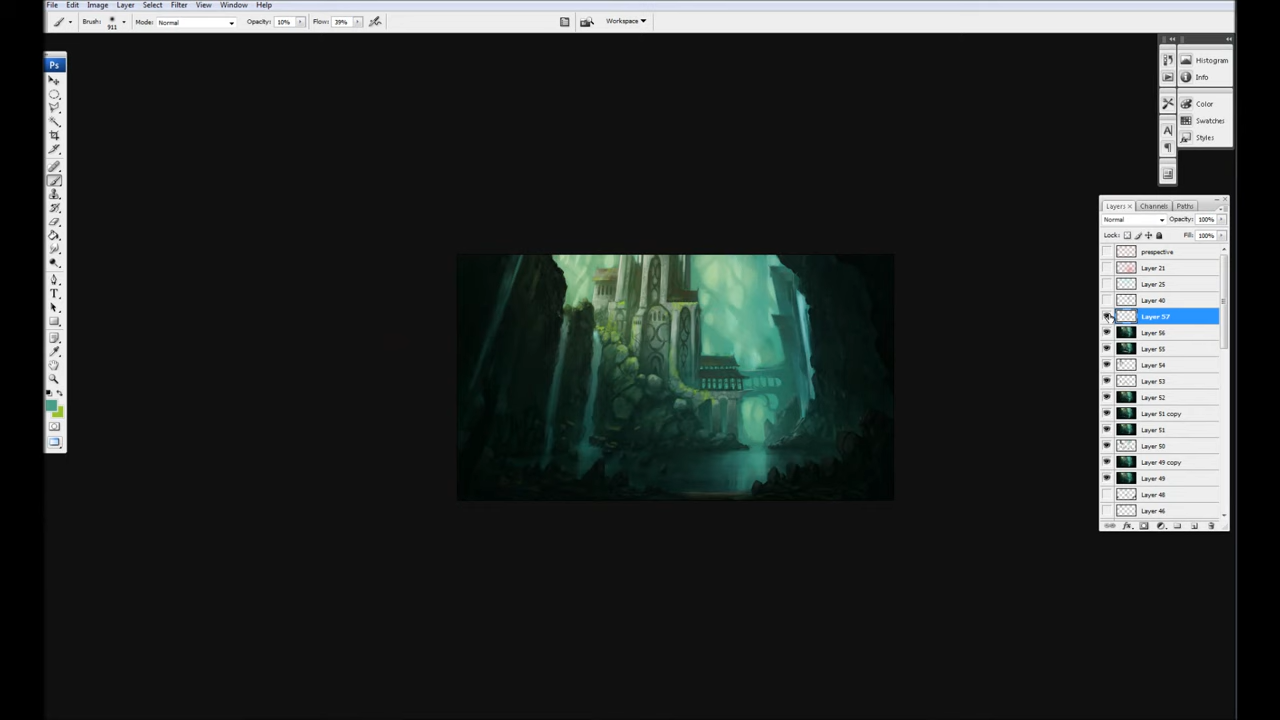 File Edit Image Layer Select Filter View Window Help
Brush: 911 Mode: Normal Opacity: 10% Flow: 39% Workspace
Ps
Histogram
Info
Color
Swatches
Styles
Layers Channels Paths
Normal Opacity: 100%
Lock: Fill: 100%
prespective
Layer 21
Layer 25
Layer 40
Layer 57
Layer 56
Layer 55
Layer 54
Layer 53
Layer 52
Layer 51 copy
Layer 51
Layer 50
Layer 49 copy
Layer 49
Layer 48
Layer 46